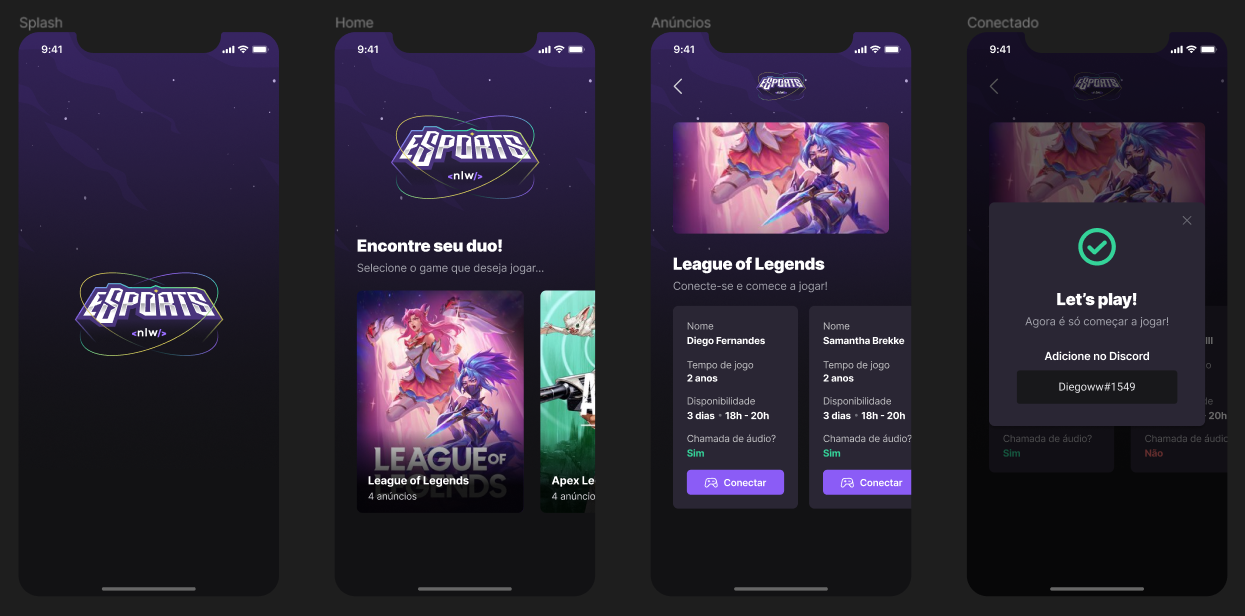 Splash
9:41
ESPORTS
<nlw/>
Home
9:41
ESPORTS
<nlw/>
Encontre seu duo!
Selecione o game que deseja jogar...
LEAGUE OF
LEGENDS
League of Legends
4 anúncios
A
Apex Le
4 anúncio
Anúncios
9:41
ESPORTS
League of Legends
Conecte-se e comece a jogar!
Nome
Diego Fernandes
Tempo de jogo
2 anos
Disponibilidade
3 dias • 18h - 20h
Chamada de áudio?
Sim
Conectar
Nome
Samantha Brekke
Tempo de jogo
2 anos
Disponibilidade
3 dias • 18h - 20h
Chamada de áudio?
Sim
Conectar
Conectado
9:41
ESPORTS
Let's play!
Agora é só começar a jogar!
Adicione no Discord
Diegoww#1549
Chamada de áudio?
Sim
ill
o
de
20h
Chamada de áudio?
Não